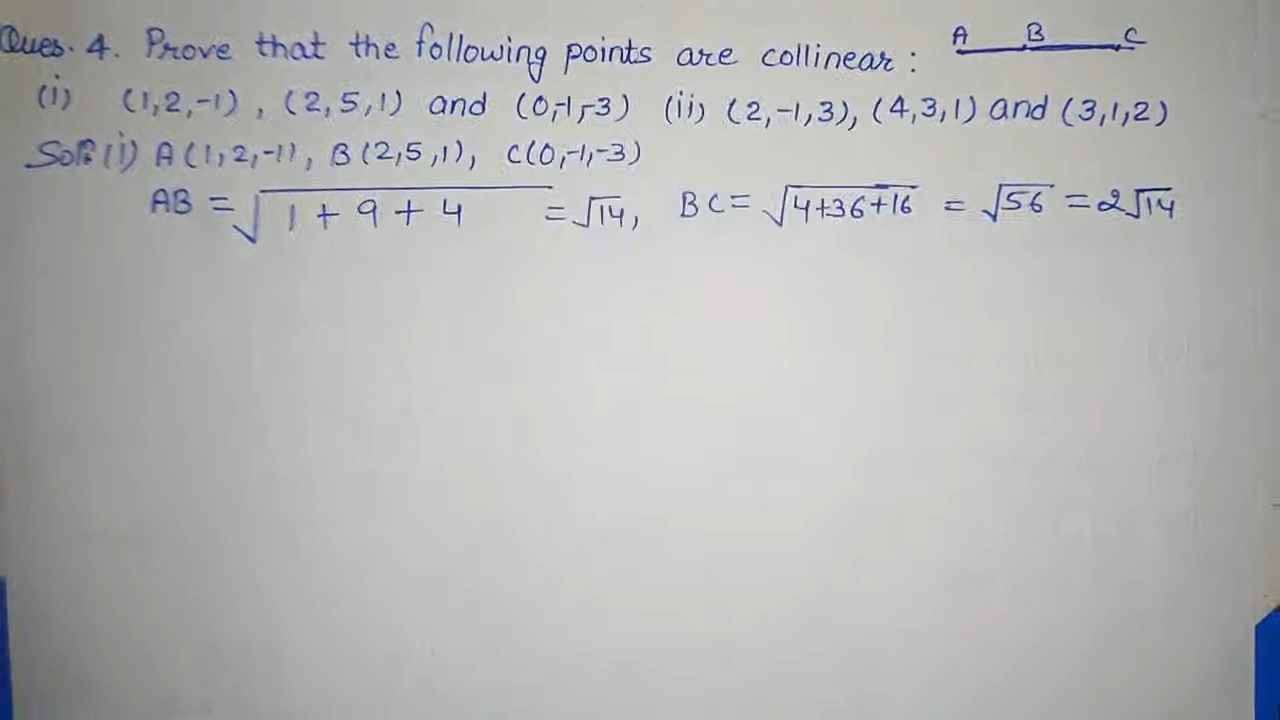 A B C
Ques. 4. Prove that the following points are collinear :
(i) (1,2,-1) , (2,5,1) and (0,-1,-3) (ii) (2,-1,3), (4,3,1) and (3,1,2)
Soln: (i) A(1,2,-1), B(2,5,1), C(0,-1,-3)
AB = √1 + 9 + 4 = √14, BC = √4+36+16 = √56 = 2√14